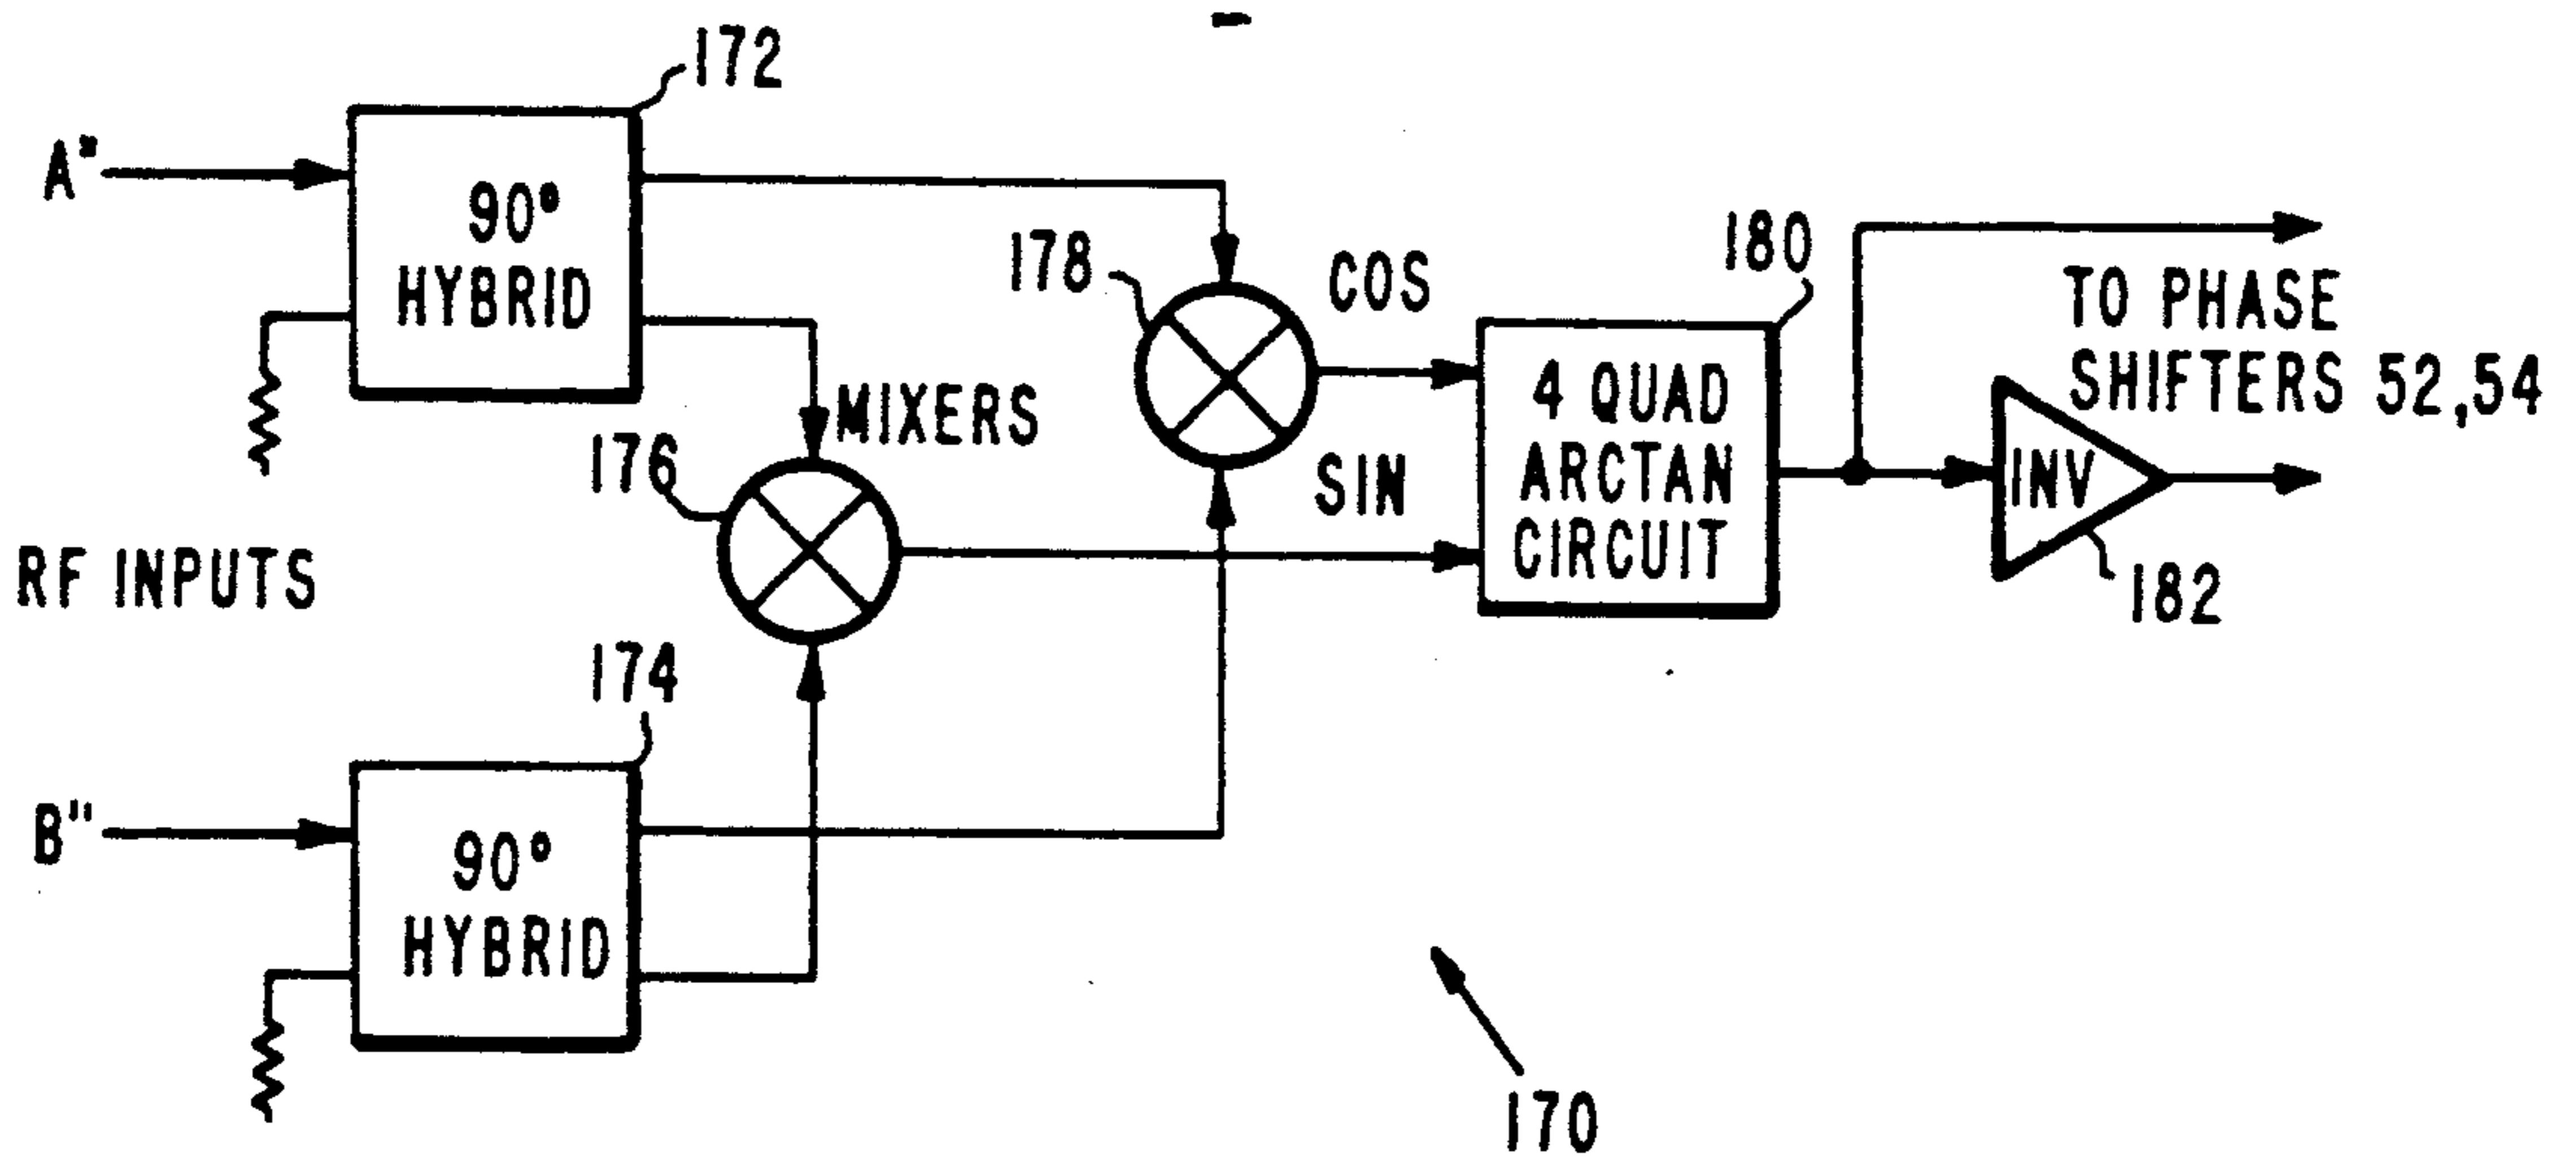 172
A"
90°
HYBRID
178
COS
180
TO PHASE
SHIFTERS 52,54
MIXERS
176
SIN
4 QUAD
ARCTAN
CIRCUIT
INV
182
RF INPUTS
174
B"
90°
HYBRID
170